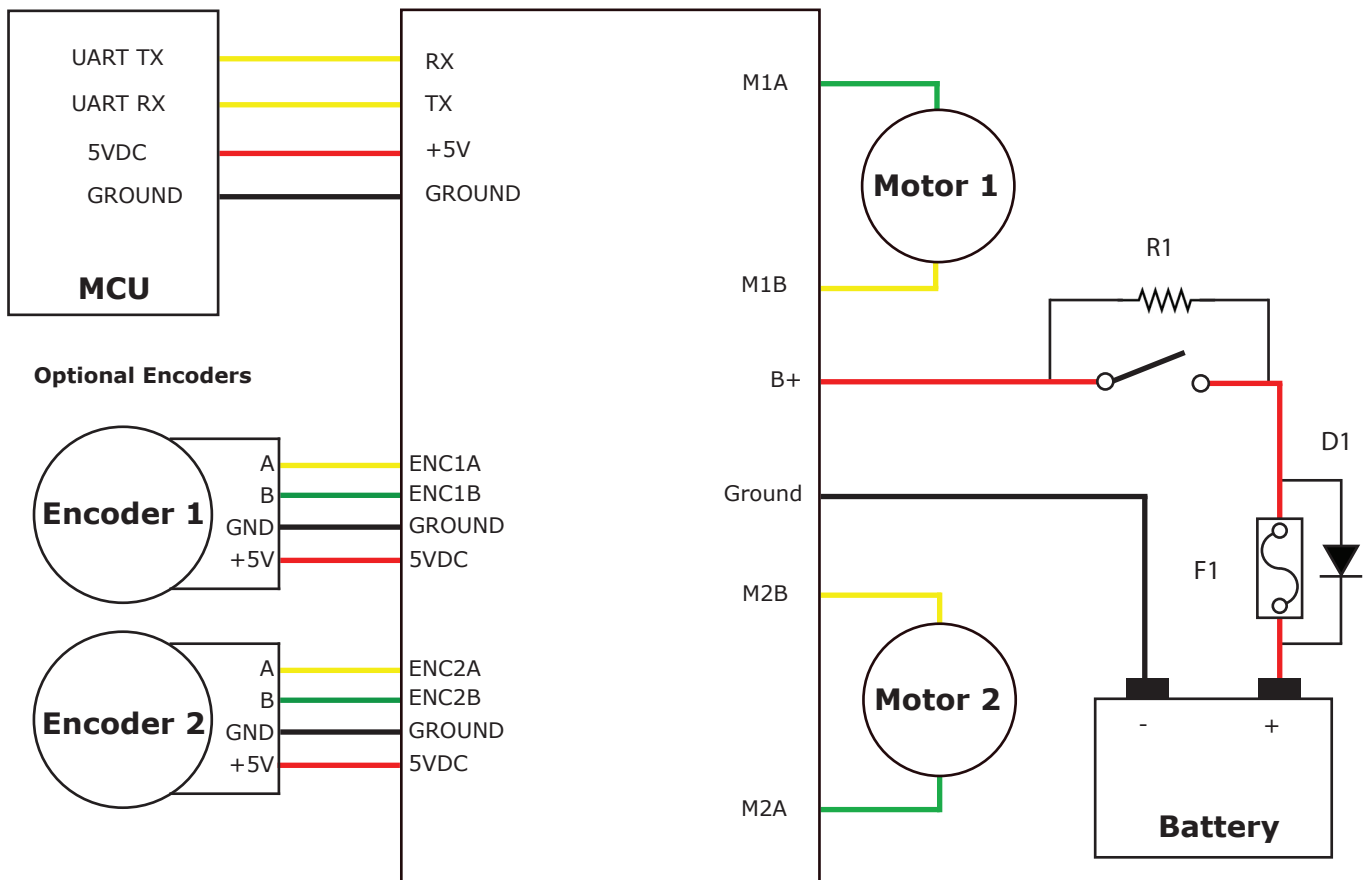 UART TX
UART RX
5VDC
GROUND
MCU
RX
TX
+5V
GROUND
Optional Encoders
Encoder 1
A
B
GND
+5V
ENC1A
ENC1B
GROUND
5VDC
Encoder 2
A
B
GND
+5V
ENC2A
ENC2B
GROUND
5VDC
M1A
Motor 1
M1B
R1
B+
D1
Ground
F1
M2B
Motor 2
M2A
- +
Battery